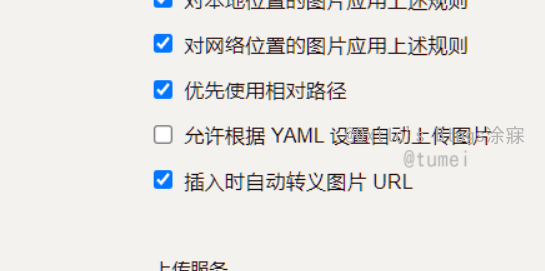 对本地位置的图片应用上述规则
对网络位置的图片应用上述规则
优先使用相对路径
允许根据 YAML 设置自动上传图片
涂寐
@tumei
插入时自动转义图片 URL
上传服务